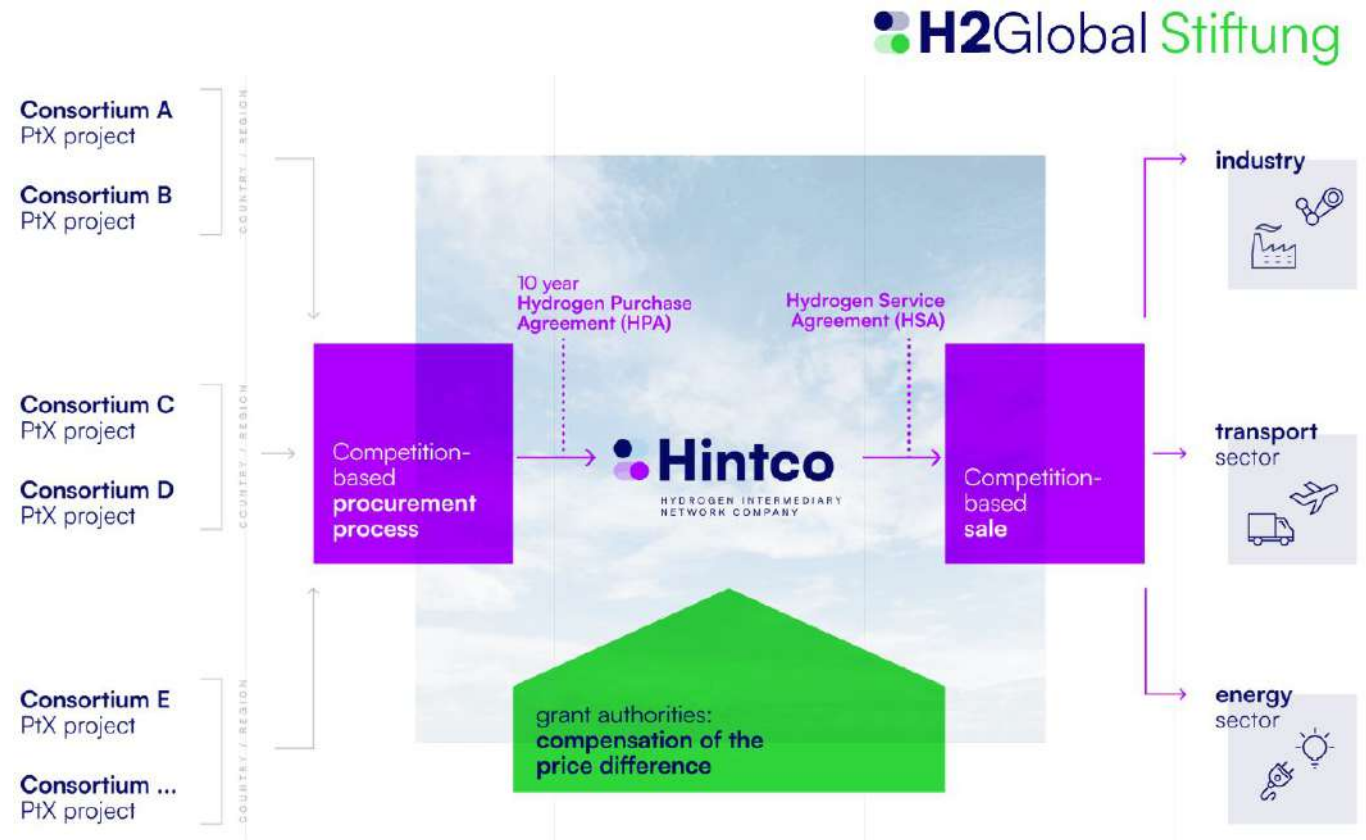 H2Global Stiftung
Consortium A
PtX project
Consortium B
PtX project
COUNTRY / REGION
Consortium C
PtX project
Consortium D
PtX project
COUNTRY / REGION
Consortium E
PtX project
Consortium ...
PtX project
COUNTRY / REGION
Competition-
based
procurement
process
10 year
Hydrogen Purchase
Agreement (HPA)
Hintco
HYDROGEN INTERMEDIARY
NETWORK COMPANY
Hydrogen Service
Agreement (HSA)
Competition-
based
sale
grant authorities:
compensation of the
price difference
industry
transport
sector
energy
sector